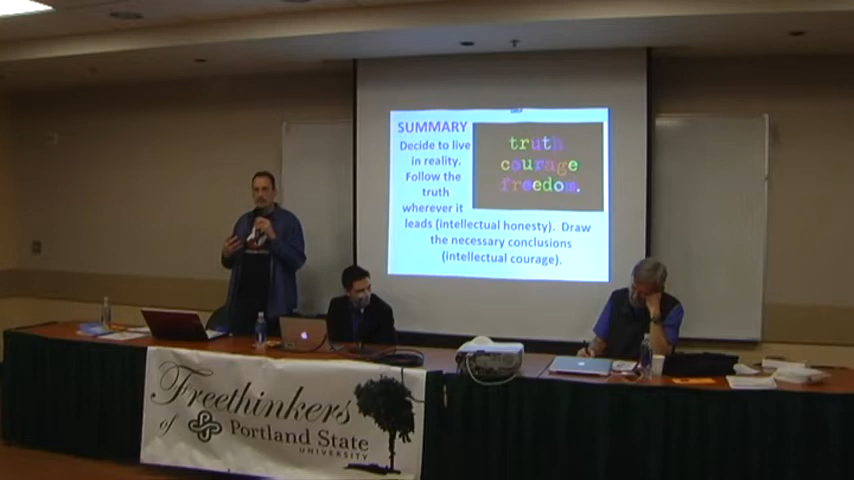 SUMMARY
Decide to live
in reality.
Follow the
truth
wherever it
leads (intellectual honesty). Draw
the necessary conclusions
(intellectual courage).
truth
courage
freedom.
Freethinkers
of Portland State
UNIVERSITY